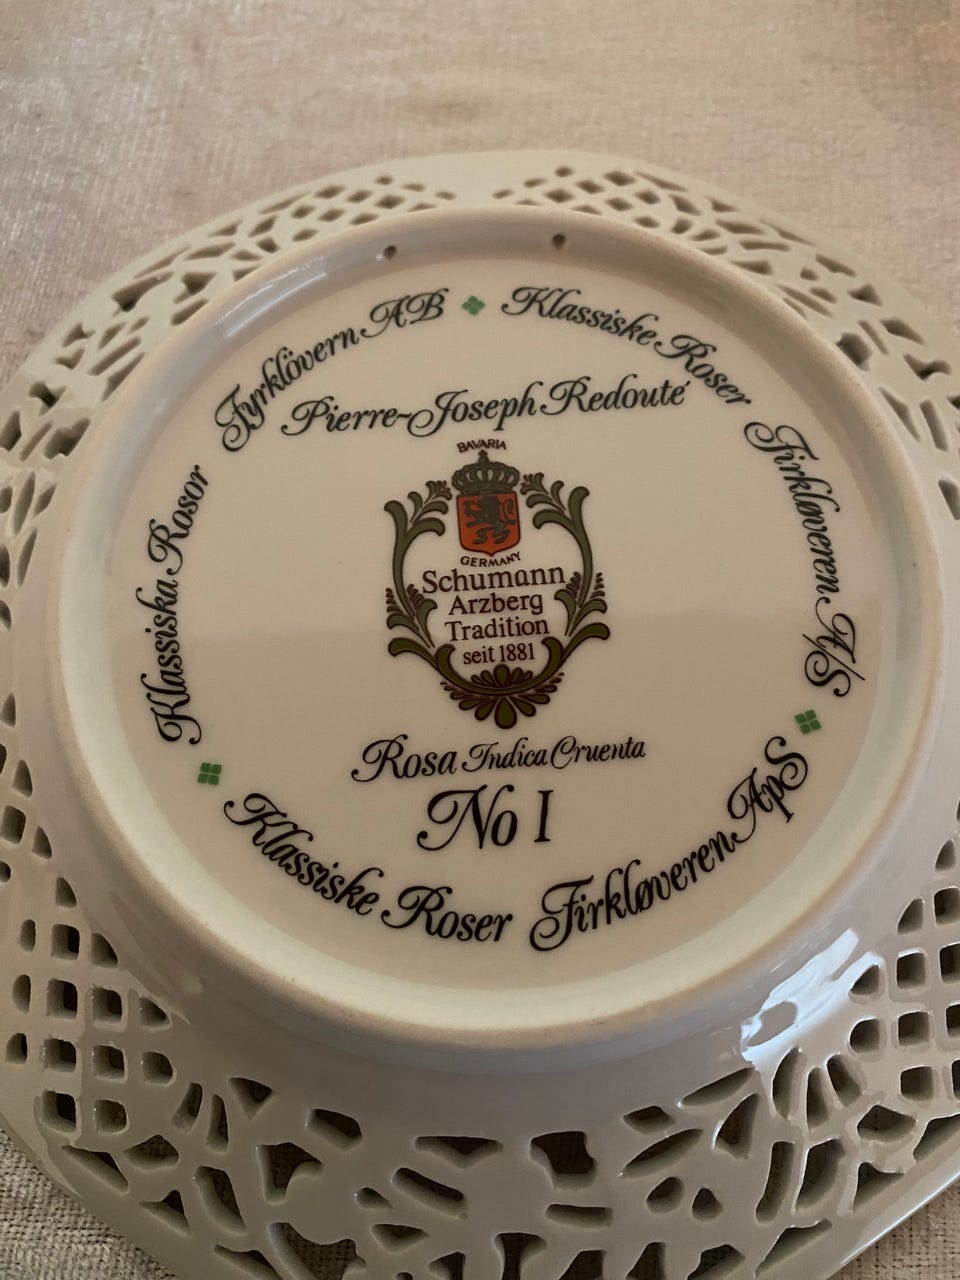 Klassiska Rosor Fyrklövern AB
Klassiske Roser Firkløveren A/S
Klassiske Roser Firkløveren ApS
Pierre-Joseph Redouté
BAVARIA
GERMANY
Schumann
Arzberg
Tradition
seit 1881
Rosa Indica Cruenta
No I